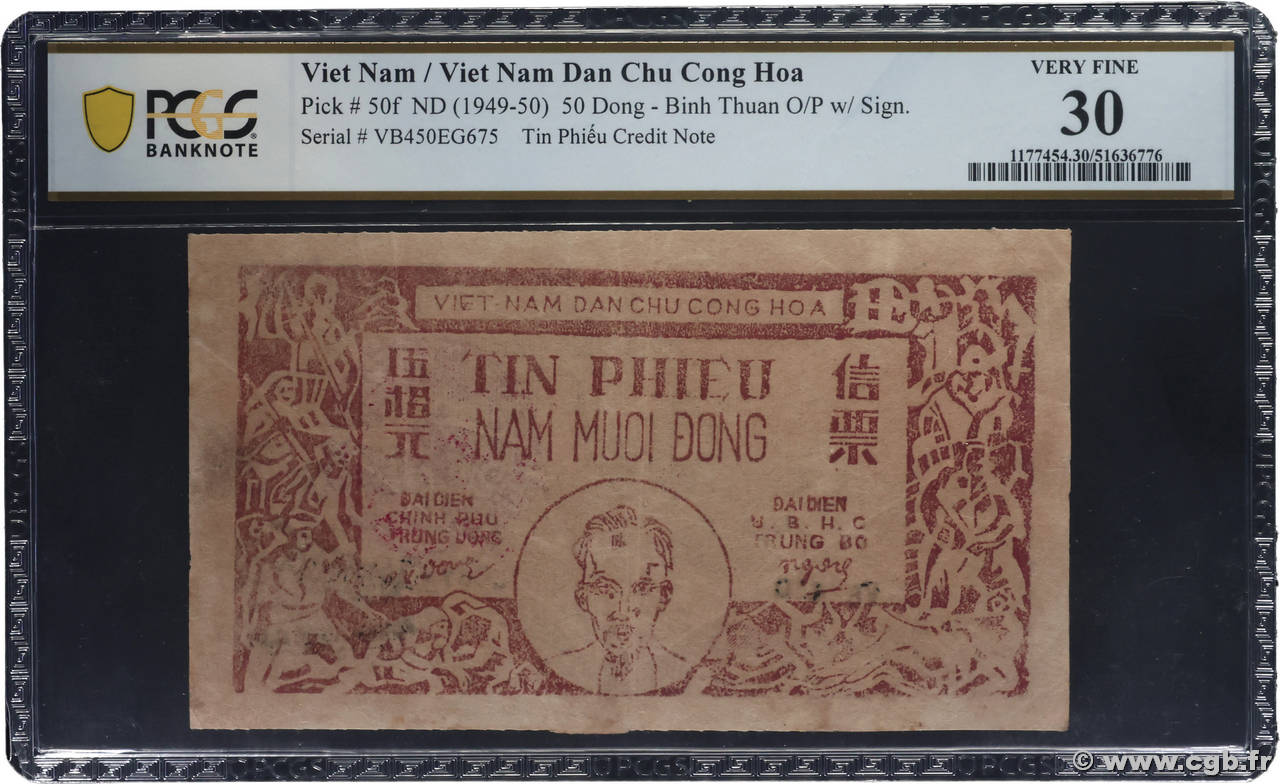 PCGS
BANKNOTE
Viet Nam / Viet Nam Dan Chu Cong Hoa
Pick # 50f ND (1949-50) 50 Dong - Binh Thuan O/P w/ Sign.
Serial # VB450EG675 Tin Phiếu Credit Note
VERY FINE
30
1177454.30/51636776
VIET-NAM DAN CHU CONG HOA
伍拾元
TIN PHIEU
信票
NAM MUOI ĐONG
ĐAI DIEN
CHINH PHU
TRUNG UONG
ĐAI DIEN
U. B. H. C
TRUNG BO
© www.cgb.fr